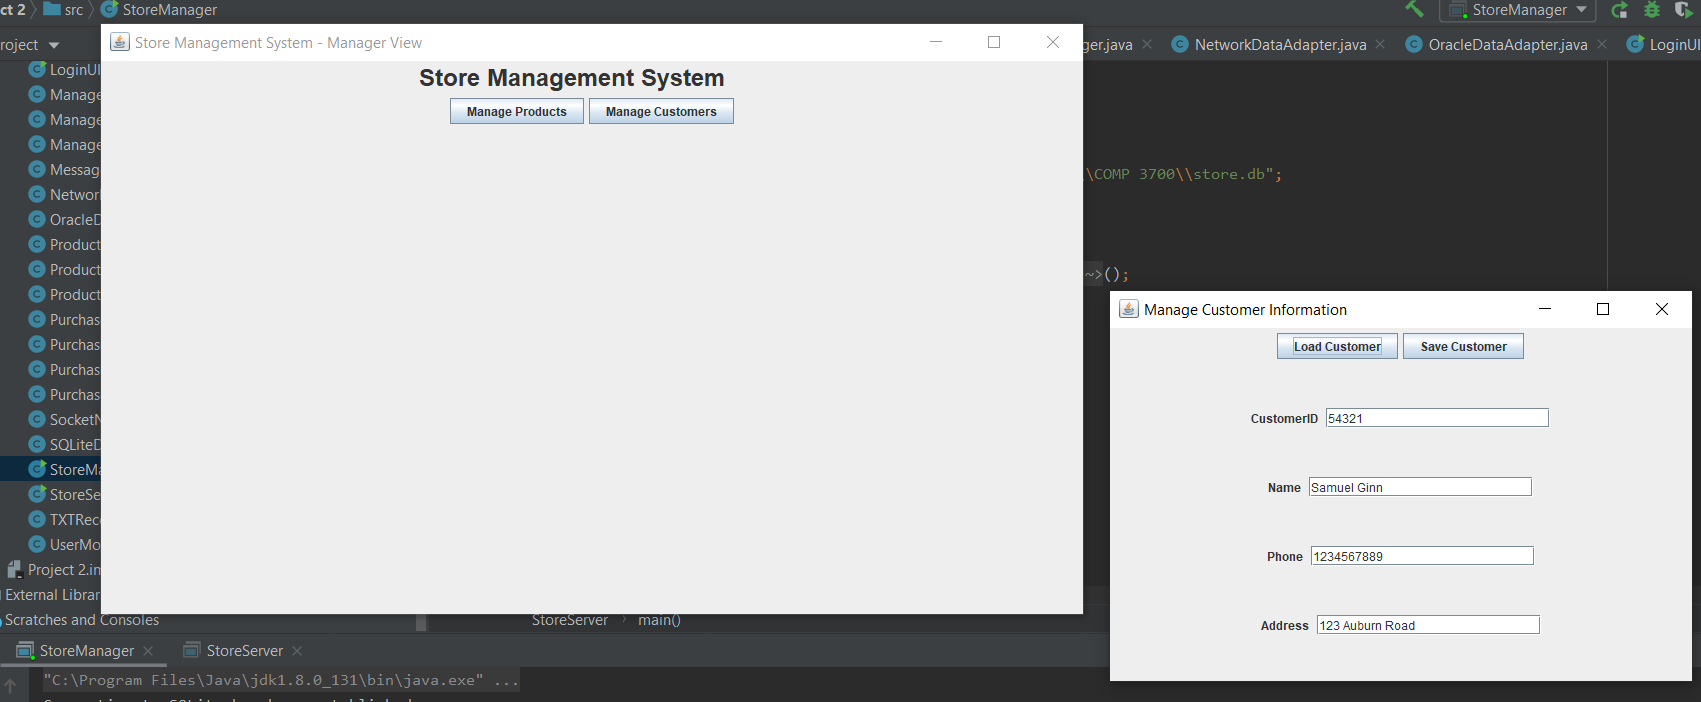 ct 2 src StoreManager
StoreManager
Store Management System - Manager View
Store Management System
Manage Products Manage Customers
roject
LoginUI
Manage
Manage
Manage
Messag
Networ
OracleD
Product
Product
Product
Purchas
Purchas
Purchas
Purchas
SocketN
SQLiteD
StoreMa
StoreSe
TXTRece
UserMo
Project 2.im
External Librar
Scratches and Consoles
ger.java NetworkDataAdapter.java OracleDataAdapter.java LoginUI
\COMP 3700\\store.db";
~>();
Manage Customer Information
Load Customer Save Customer
CustomerID 54321
Name Samuel Ginn
Phone 1234567889
Address 123 Auburn Road
StoreServer main()
StoreManager StoreServer
"C:\Program Files\Java\jdk1.8.0_131\bin\java.exe" ...